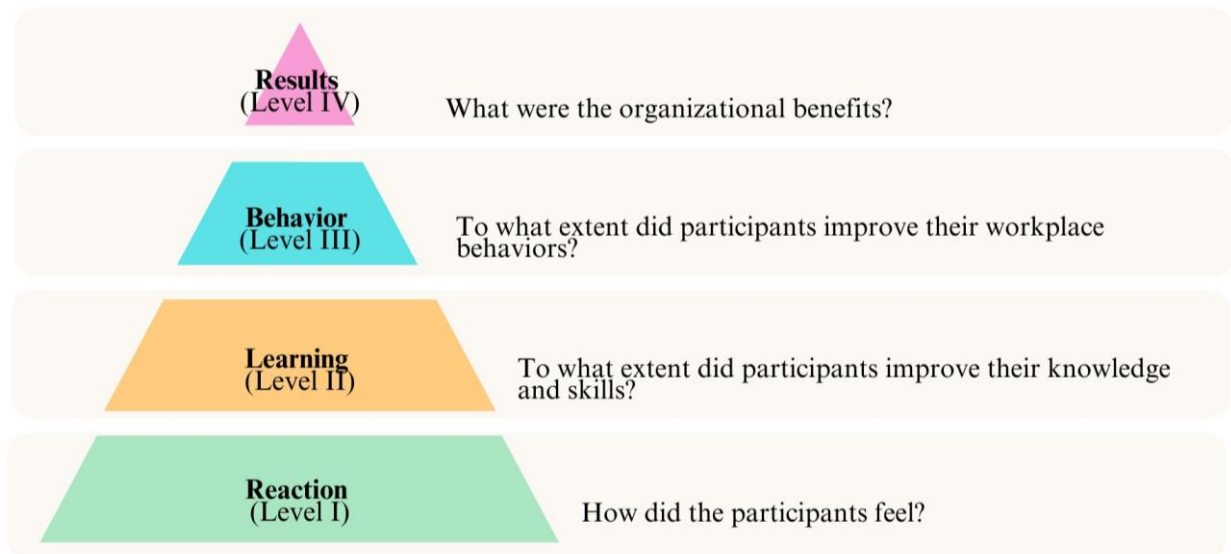 Results
(Level IV)
What were the organizational benefits?
Behavior
(Level III)
To what extent did participants improve their workplace
behaviors?
Learning
(Level II)
To what extent did participants improve their knowledge
and skills?
Reaction
(Level I)
How did the participants feel?